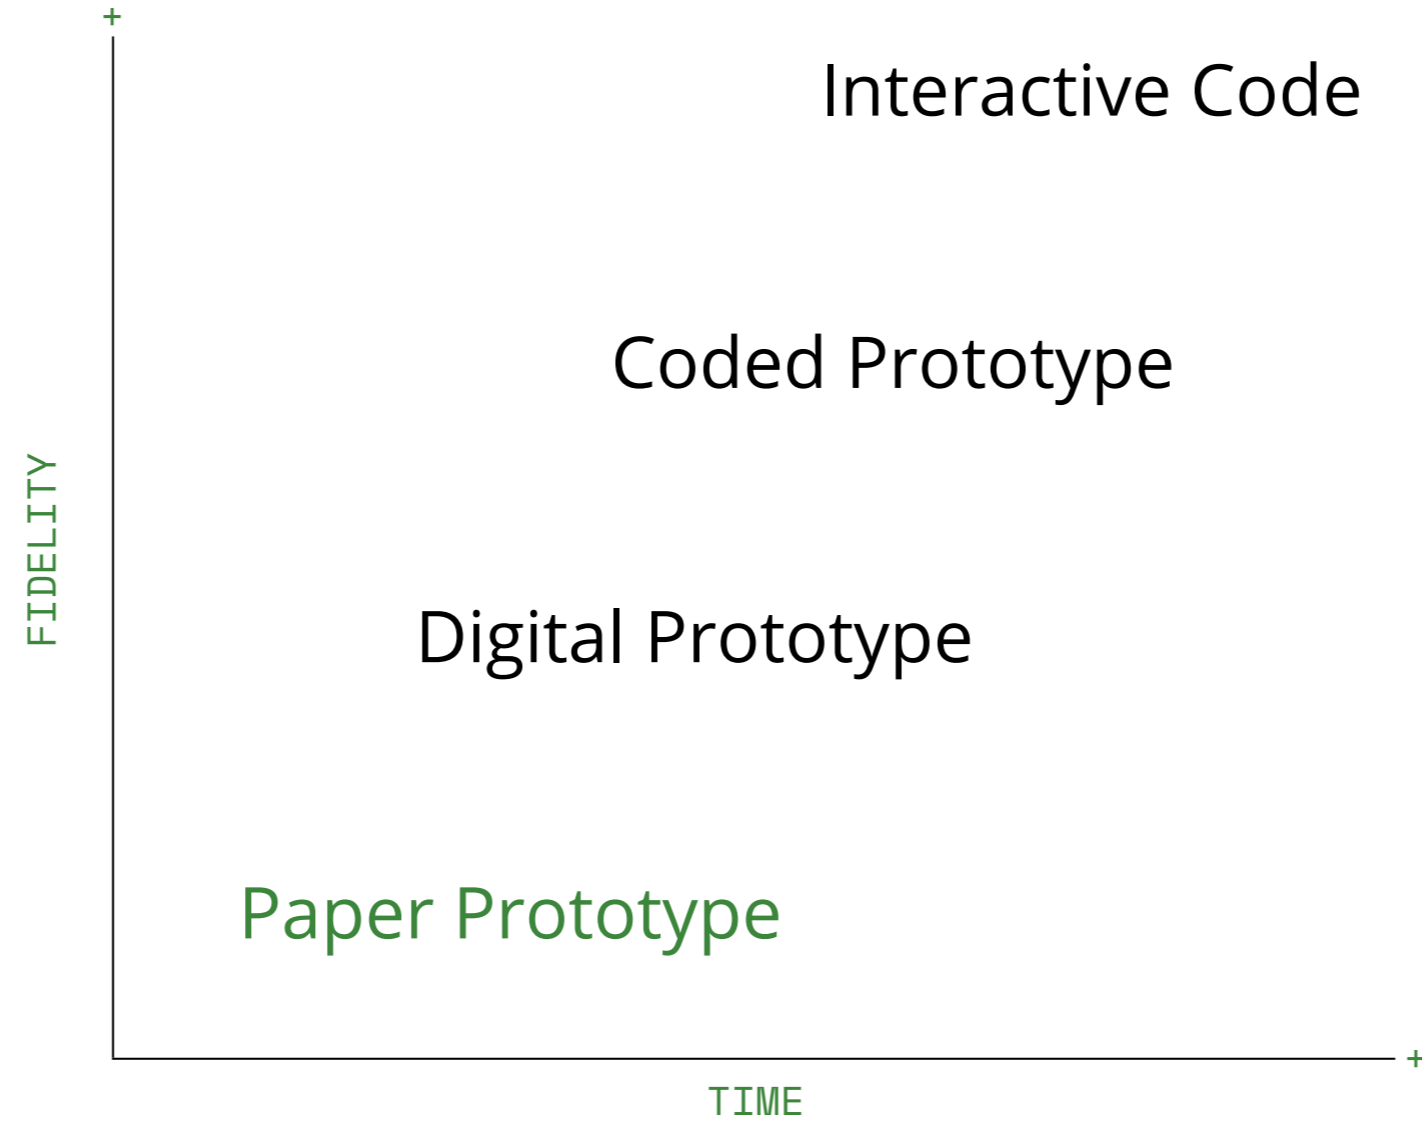 +
Interactive Code
Coded Prototype
FIDELITY
Digital Prototype
Paper Prototype
+
TIME